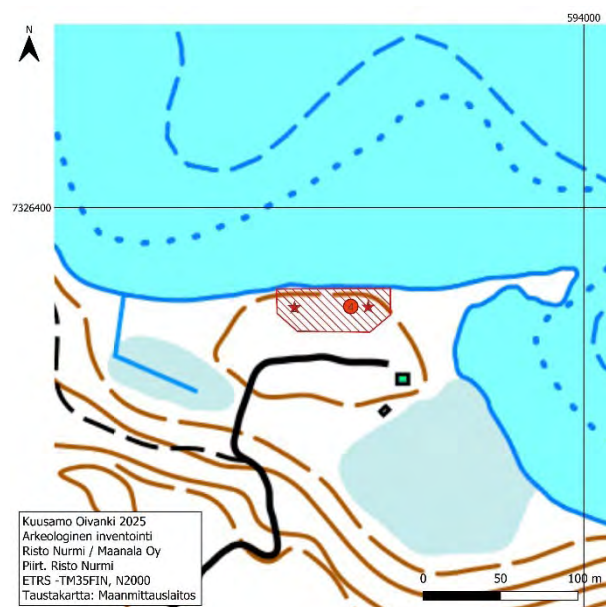 594000
N
7326400
4
Kuusamo Oivanki 2025
Arkeologinen inventointi
Risto Nurmi / Maanala Oy
Piirt. Risto Nurmi
ETRS -TM35FIN, N2000
Taustakartta: Maanmittauslaitos
0 50 100 m